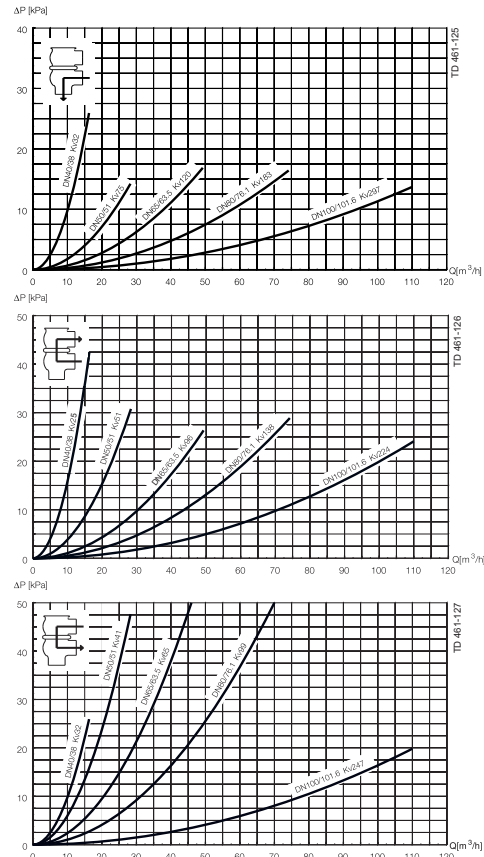 ΔP [kPa]
40
30
20
10
0
TD 461-125
DN40/38 Kv32
DN50/51 Kv75
DN65/63.5 Kv120
DN80/76.1 Kv183
DN100/101.6 Kv297
0 10 20 30 40 50 60 70 80 90 100 110 120
Q[m³/h]
ΔP [kPa]
50
40
30
20
10
0
TD 461-126
DN40/38 Kv25
DN50/51 Kv51
DN65/63.5 Kv96
DN80/76.1 Kv138
DN100/101.6 Kv224
0 10 20 30 40 50 60 70 80 90 100 110 120
Q[m³/h]
ΔP [kPa]
50
40
30
20
10
0
TD 461-127
DN40/38 Kv32
DN50/51 Kv41
DN65/63.5 Kv65
DN80/76.1 Kv99
DN100/101.6 Kv247
0 10 20 30 40 50 60 70 80 90 100 110 120
Q[m³/h]